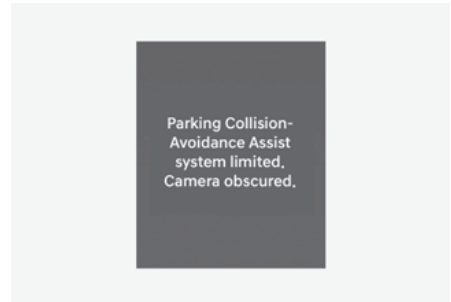 Parking Collision-
Avoidance Assist
system limited.
Camera obscured.